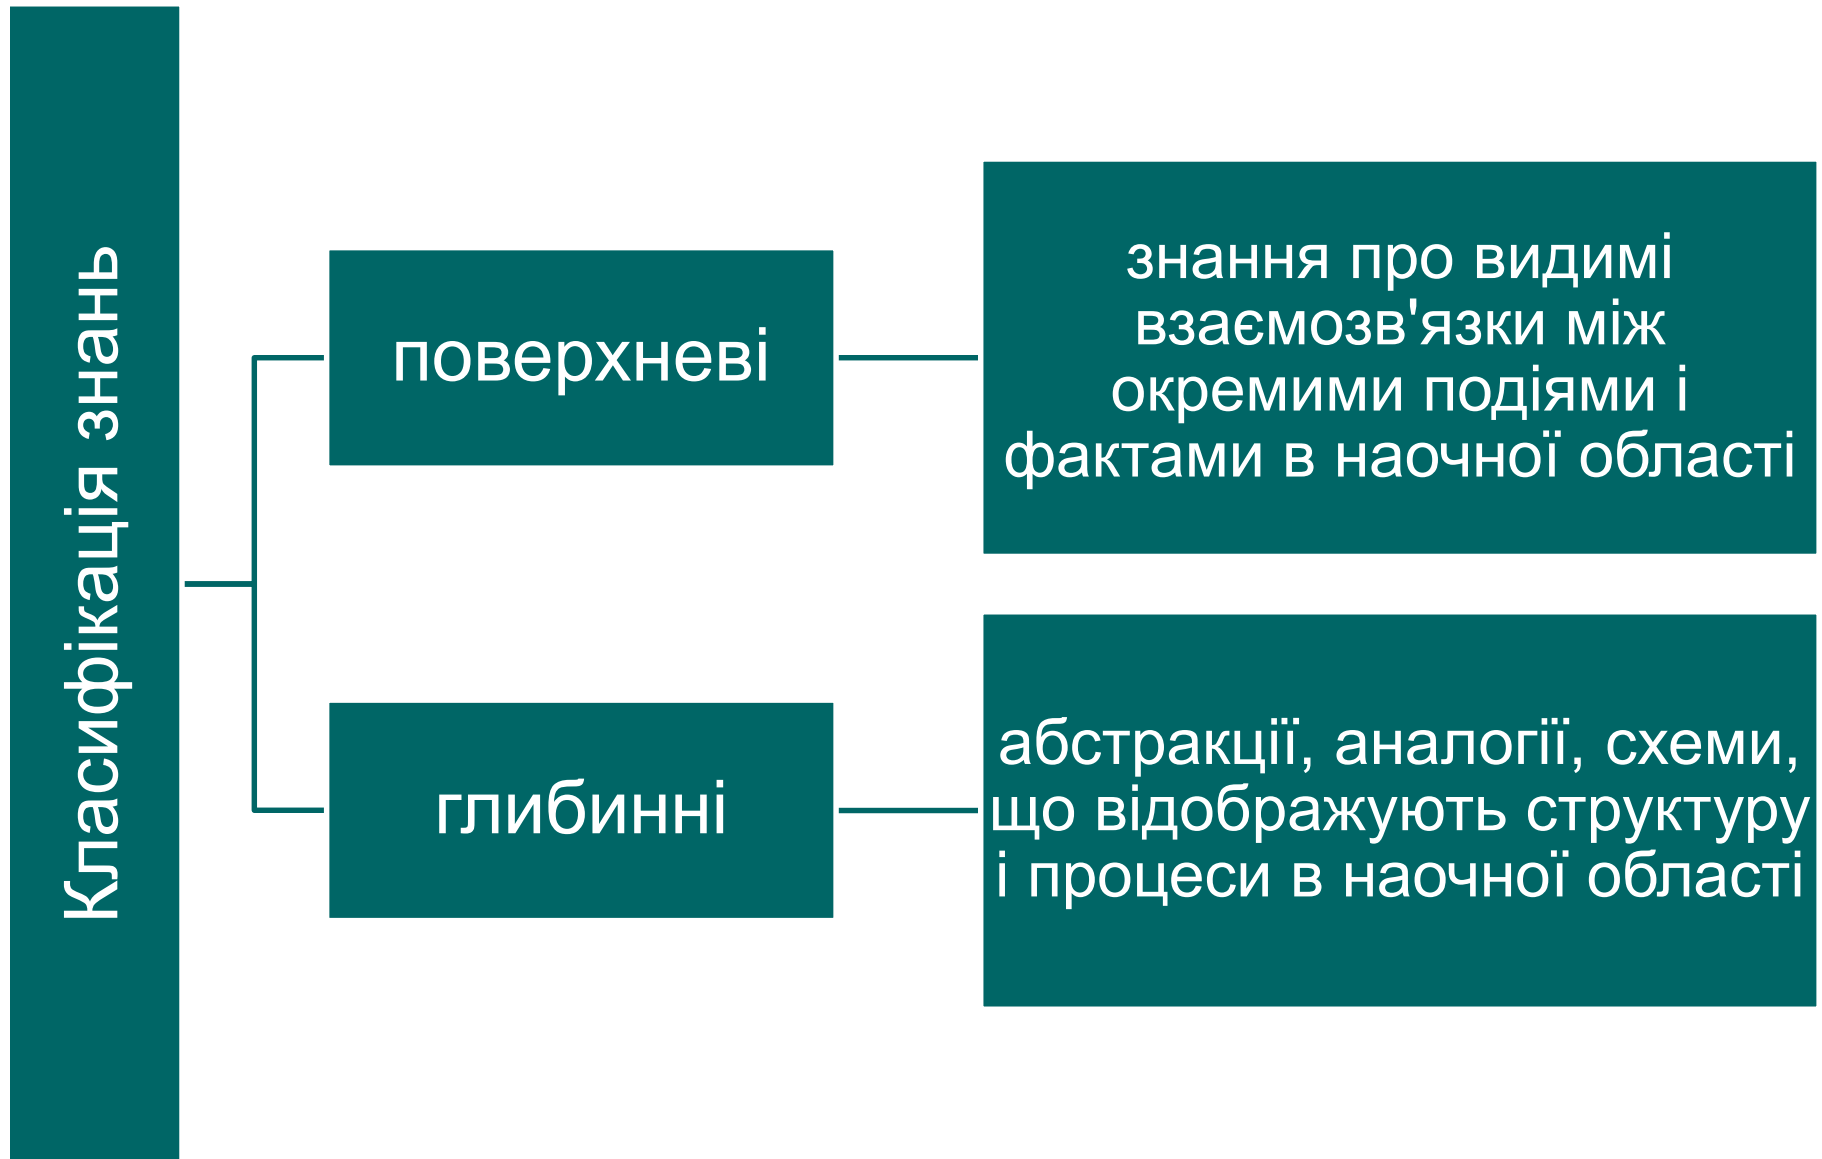 Класифікація знань
поверхневі
знання про видимі
взаємозв'язки між
окремими подіями і
фактами в наочної області
глибинні
абстракції, аналогії, схеми,
що відображують структуру
і процеси в наочної області